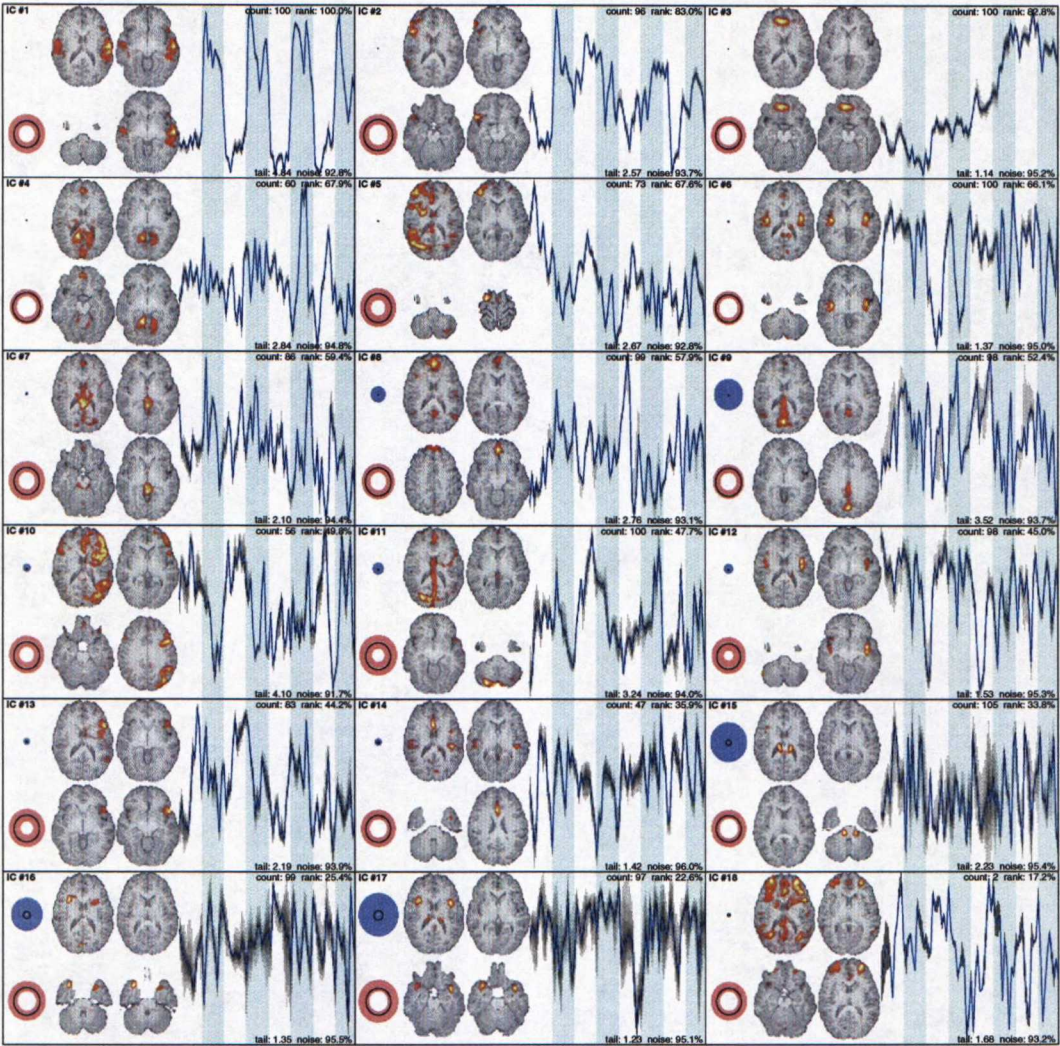 IC #1
count: 100 rank: 100.0%
tail: 4.84 noise: 92.8%
IC #2
count: 96 rank: 83.0%
tail: 2.57 noise: 93.7%
IC #3
count: 100 rank: 82.8%
tail: 1.14 noise: 95.2%
IC #4
count: 60 rank: 67.9%
tail: 2.84 noise: 94.8%
IC #5
count: 73 rank: 67.6%
tail: 2.67 noise: 92.8%
IC #6
count: 100 rank: 66.1%
tail: 1.37 noise: 95.0%
IC #7
count: 86 rank: 59.4%
tail: 2.10 noise: 94.4%
IC #8
count: 99 rank: 57.9%
tail: 2.76 noise: 93.1%
IC #9
count: 98 rank: 52.4%
tail: 3.52 noise: 93.7%
IC #10
count: 56 rank: 49.8%
tail: 4.10 noise: 91.7%
IC #11
count: 100 rank: 47.7%
tail: 3.24 noise: 94.0%
IC #12
count: 98 rank: 45.0%
tail: 1.53 noise: 95.3%
IC #13
count: 83 rank: 44.2%
tail: 2.19 noise: 93.9%
IC #14
count: 47 rank: 35.9%
tail: 1.42 noise: 96.0%
IC #15
count: 105 rank: 33.8%
tail: 2.23 noise: 95.4%
IC #16
count: 99 rank: 25.4%
tail: 1.35 noise: 95.5%
IC #17
count: 97 rank: 22.6%
tail: 1.23 noise: 95.1%
IC #18
count: 2 rank: 17.2%
tail: 1.68 noise: 93.2%